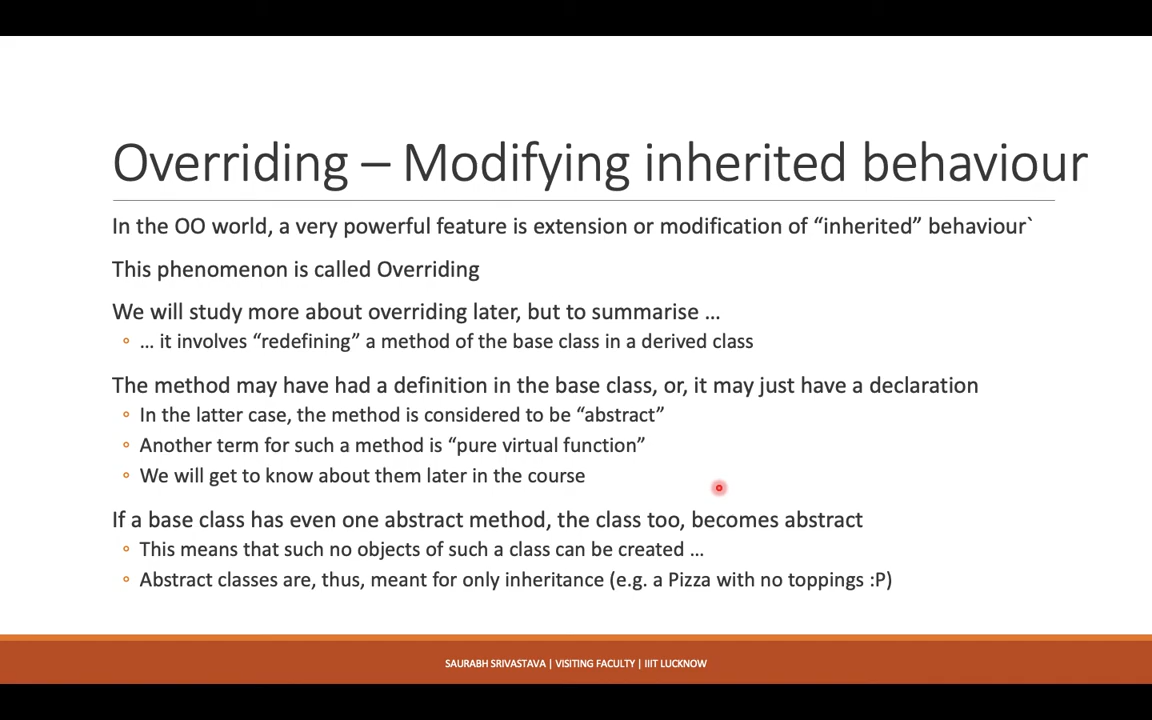 Overriding – Modifying inherited behaviour
In the OO world, a very powerful feature is extension or modification of “inherited” behaviour`
This phenomenon is called Overriding
We will study more about overriding later, but to summarise …
… it involves “redefining” a method of the base class in a derived class
The method may have had a definition in the base class, or, it may just have a declaration
In the latter case, the method is considered to be “abstract”
Another term for such a method is “pure virtual function”
We will get to know about them later in the course
If a base class has even one abstract method, the class too, becomes abstract
This means that such no objects of such a class can be created …
Abstract classes are, thus, meant for only inheritance (e.g. a Pizza with no toppings :P)
SAURABH SRIVASTAVA | VISITING FACULTY | IIIT LUCKNOW